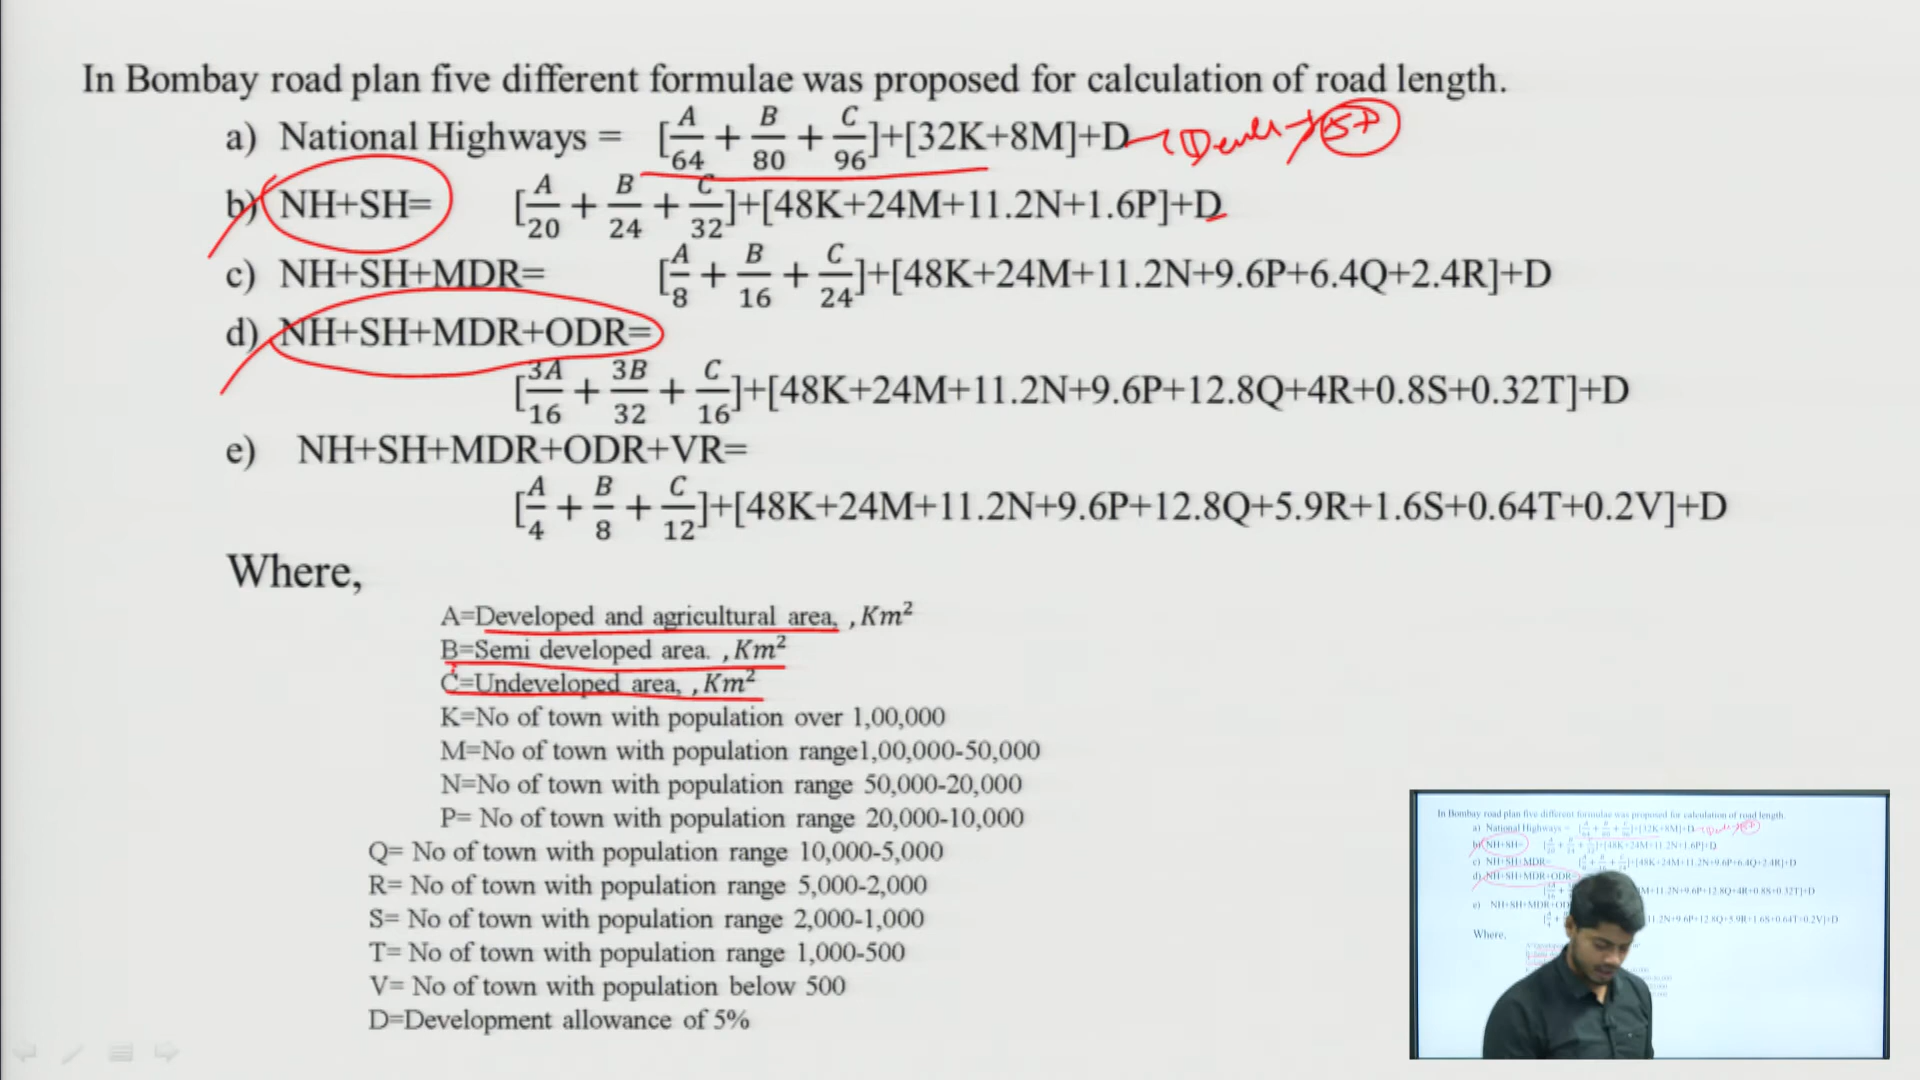 In Bombay road plan five different formulae was proposed for calculation of road length.
a) National Highways = [A/64 + B/80 + C/96]+[32K+8M]+D
5%
b) NH+SH= [A/20 + B/24 + C/32]+[48K+24M+11.2N+1.6P]+D
c) NH+SH+MDR= [A/8 + B/16 + C/24]+[48K+24M+11.2N+9.6P+6.4Q+2.4R]+D
d) NH+SH+MDR+ODR=
[3A/16 + 3B/32 + C/16]+[48K+24M+11.2N+9.6P+12.8Q+4R+0.8S+0.32T]+D
e) NH+SH+MDR+ODR+VR=
[A/4 + B/8 + C/12]+[48K+24M+11.2N+9.6P+12.8Q+5.9R+1.6S+0.64T+0.2V]+D
Where,
A=Developed and agricultural area, , Km²
B=Semi developed area. , Km²
C=Undeveloped area, , Km²
K=No of town with population over 1,00,000
M=No of town with population range1,00,000-50,000
N=No of town with population range 50,000-20,000
P= No of town with population range 20,000-10,000
Q= No of town with population range 10,000-5,000
R= No of town with population range 5,000-2,000
S= No of town with population range 2,000-1,000
T= No of town with population range 1,000-500
V= No of town with population below 500
D=Development allowance of 5%